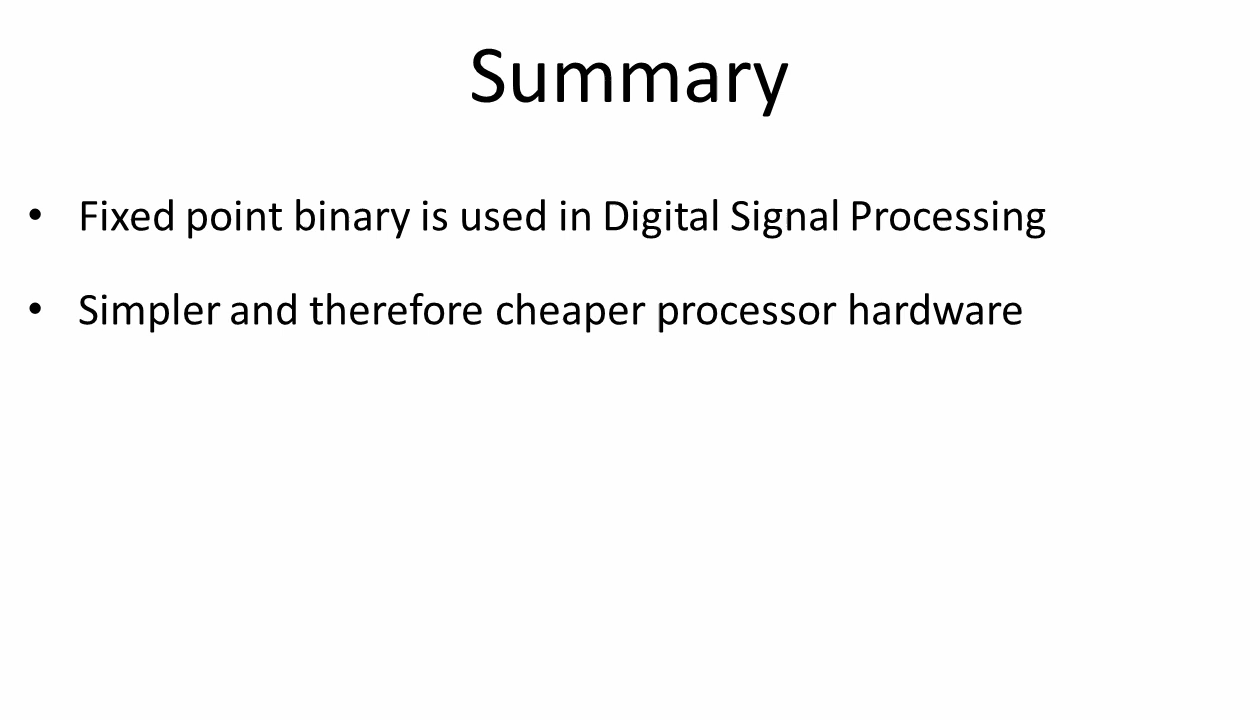 Summary
• Fixed point binary is used in Digital Signal Processing
• Simpler and therefore cheaper processor hardware